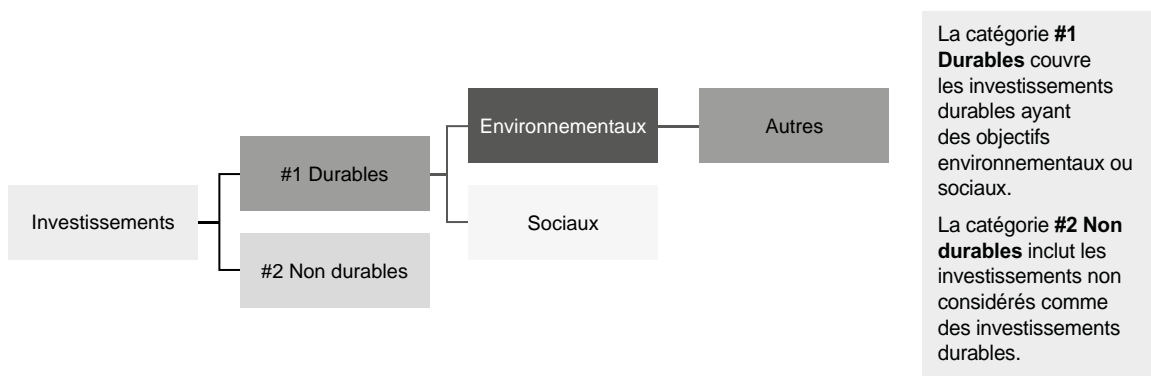 Investissements
#1 Durables
#2 Non durables
Environnementaux
Sociaux
Autres
La catégorie #1
Durables couvre
les investissements
durables ayant
des objectifs
environnementaux ou
sociaux.
La catégorie #2 Non
durables inclut les
investissements non
considérés comme
des investissements
durables.